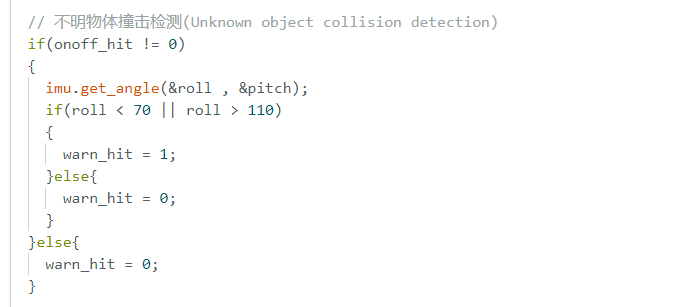 // 不明物体撞击检测(Unknown object collision detection)
if(onoff_hit != 0)
{
imu.get_angle(&roll , &pitch);
if(roll < 70 || roll > 110)
{
warn_hit = 1;
}else{
warn_hit = 0;
}
}else{
warn_hit = 0;
}